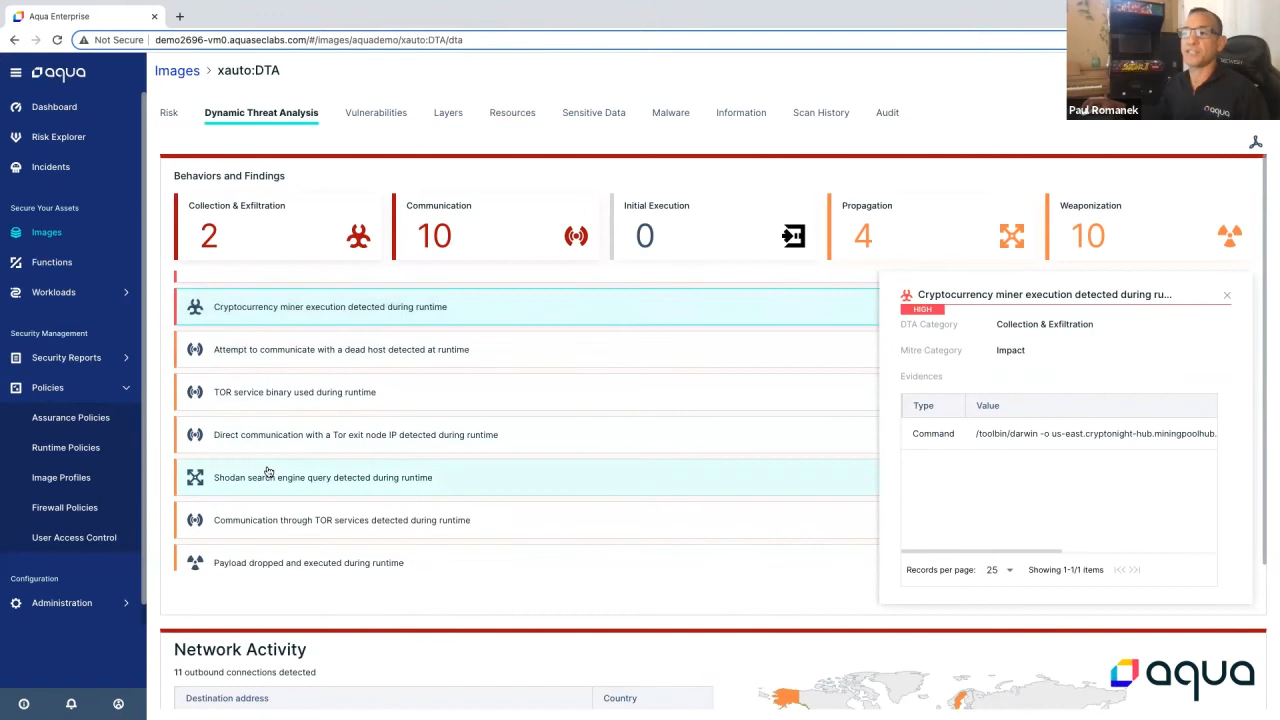 Aqua Enterprise
Not Secure
demo2696-vm0.aquaseclabs.com/#/images/aquademo/xauto:DTA/dta
Paul Romanek
aqua
Dashboard
Risk Explorer
Incidents
Secure Your Assets
Images
Functions
Workloads
Security Management
Security Reports
Policies
Assurance Policies
Runtime Policies
Image Profiles
Firewall Policies
User Access Control
Configuration
Administration
Images > xauto:DTA
Risk Dynamic Threat Analysis Vulnerabilities Layers Resources Sensitive Data Malware Information Scan History Audit
Behaviors and Findings
Collection & Exfiltration
2
Communication
10
Initial Execution
0
Propagation
4
Weaponization
10
Cryptocurrency miner execution detected during runtime
Attempt to communicate with a dead host detected at runtime
TOR service binary used during runtime
Direct communication with a Tor exit node IP detected during runtime
Shodan search engine query detected during runtime
Communication through TOR services detected during runtime
Payload dropped and executed during runtime
Cryptocurrency miner execution detected during ru...
HIGH
DTA Category Collection & Exfiltration
Mitre Category Impact
Evidences
Type Value
Command /toolbin/darwin -o us-east.cryptonight-hub.miningpoolhub.
Records per page: 25 Showing 1-1/1 items
Network Activity
11 outbound connections detected
Destination address Country
aqua